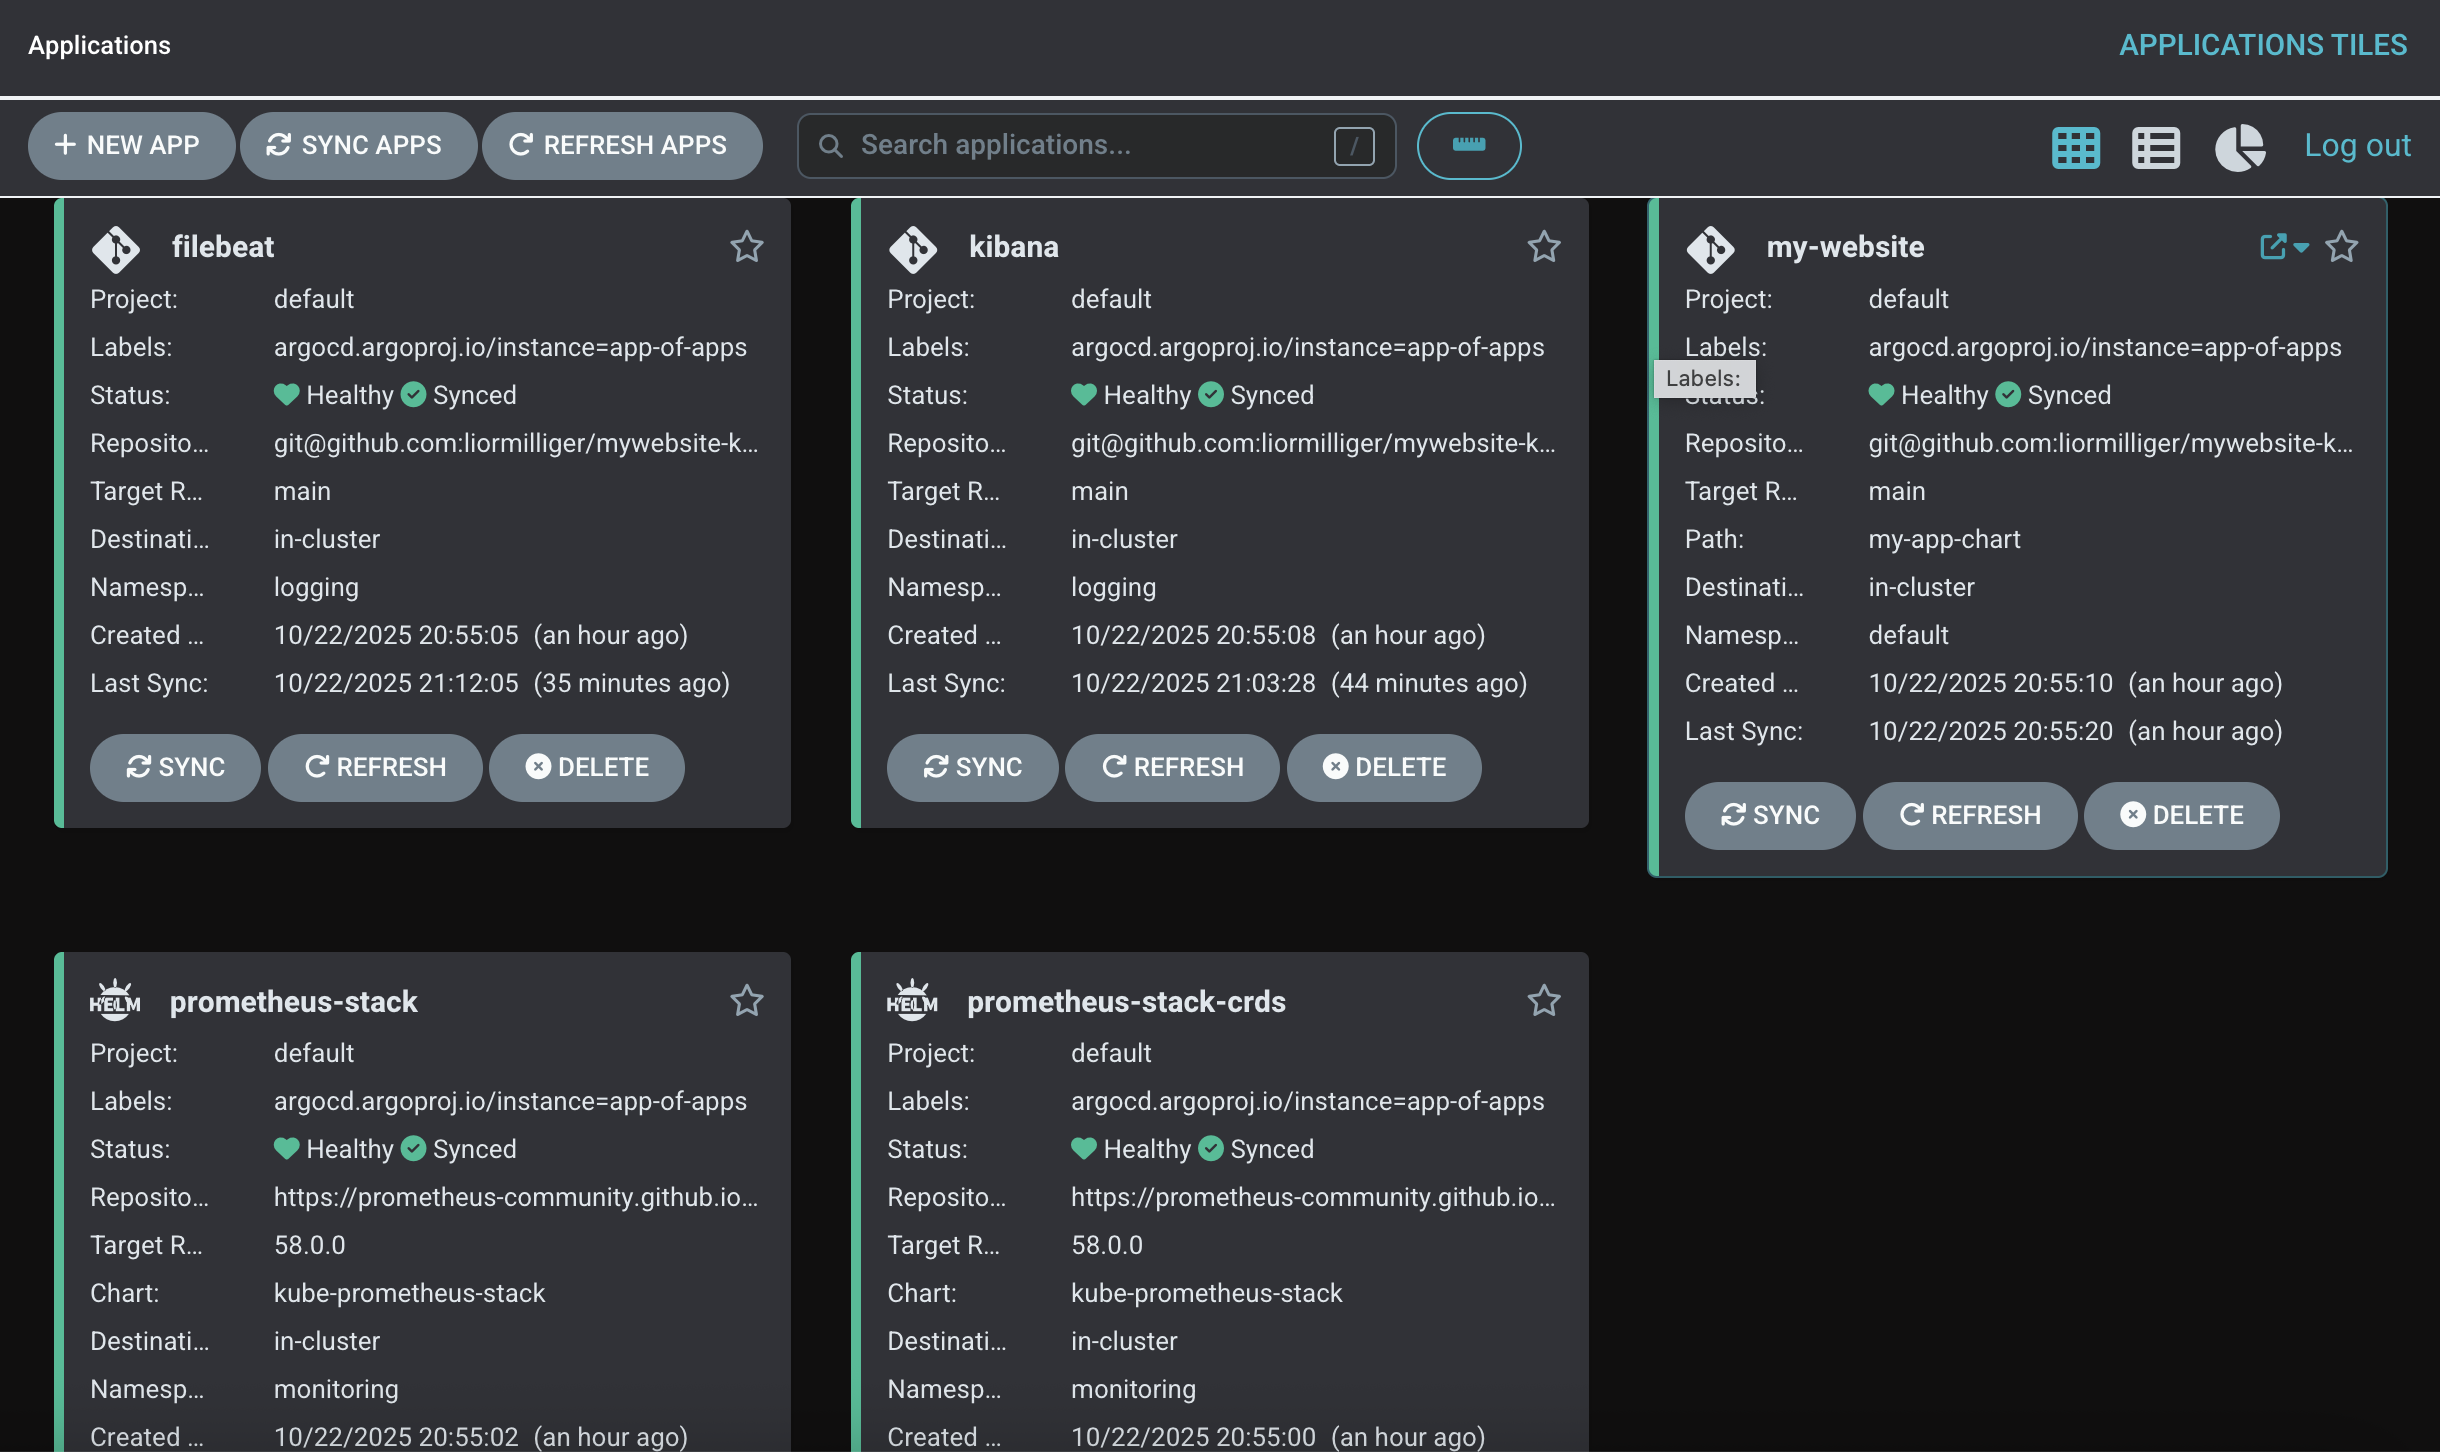 Applications
APPLICATIONS TILES
NEW APP
SYNC APPS
REFRESH APPS
Search applications...
/
Log out
filebeat
Project: default
Labels: argocd.argoproj.io/instance=app-of-apps
Status: Healthy Synced
Reposito... git@github.com:liormilliger/mywebsite-k...
Target R... main
Destinati... in-cluster
Namesp... logging
Created ... 10/22/2025 20:55:05 (an hour ago)
Last Sync: 10/22/2025 21:12:05 (35 minutes ago)
SYNC REFRESH DELETE
kibana
Project: default
Labels: argocd.argoproj.io/instance=app-of-apps
Status: Healthy Synced
Reposito... git@github.com:liormilliger/mywebsite-k...
Target R... main
Destinati... in-cluster
Namesp... logging
Created ... 10/22/2025 20:55:08 (an hour ago)
Last Sync: 10/22/2025 21:03:28 (44 minutes ago)
SYNC REFRESH DELETE
my-website
Project: default
Labels: argocd.argoproj.io/instance=app-of-apps
Labels:
Status: Healthy Synced
Reposito... git@github.com:liormilliger/mywebsite-k...
Target R... main
Path: my-app-chart
Destinati... in-cluster
Namesp... default
Created ... 10/22/2025 20:55:10 (an hour ago)
Last Sync: 10/22/2025 20:55:20 (an hour ago)
SYNC REFRESH DELETE
HELM
prometheus-stack
Project: default
Labels: argocd.argoproj.io/instance=app-of-apps
Status: Healthy Synced
Reposito... https://prometheus-community.github.io...
Target R... 58.0.0
Chart: kube-prometheus-stack
Destinati... in-cluster
Namesp... monitoring
Created ... 10/22/2025 20:55:02 (an hour ago)
HELM
prometheus-stack-crds
Project: default
Labels: argocd.argoproj.io/instance=app-of-apps
Status: Healthy Synced
Reposito... https://prometheus-community.github.io...
Target R... 58.0.0
Chart: kube-prometheus-stack
Destinati... in-cluster
Namesp... monitoring
Created ... 10/22/2025 20:55:00 (an hour ago)